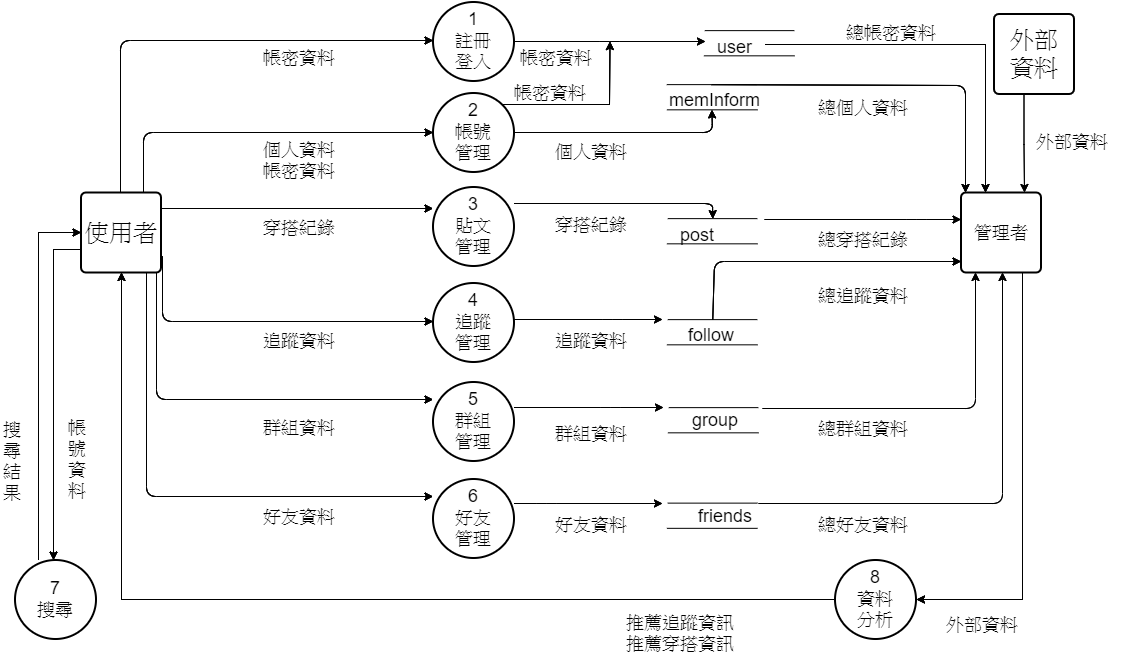 1
註冊
登入
帳密資料
帳密資料
user
總帳密資料
外部
資料
2
帳號
管理
個人資料
帳密資料
帳密資料
個人資料
memInform
總個人資料
外部資料
使用者
穿搭紀錄
3
貼文
管理
穿搭紀錄
post
總穿搭紀錄
管理者
追蹤資料
4
追蹤
管理
追蹤資料
follow
總追蹤資料
群組資料
5
群組
管理
群組資料
group
總群組資料
好友資料
6
好友
管理
好友資料
friends
總好友資料
搜尋結果
帳號資料
7
搜尋
推薦追蹤資訊
推薦穿搭資訊
8
資料
分析
外部資料